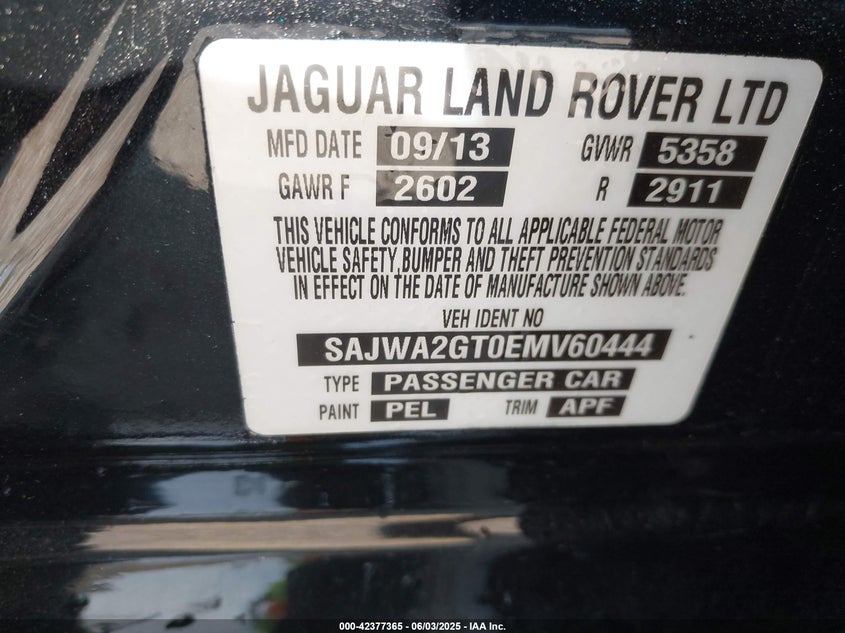 JAGUAR LAND ROVER LTD
MFD DATE 09/13 GVWR 5358
GAWR F 2602 R 2911
THIS VEHICLE CONFORMS TO ALL APPLICABLE FEDERAL MOTOR
VEHICLE SAFETY, BUMPER AND THEFT PREVENTION STANDARDS
IN EFFECT ON THE DATE OF MANUFACTURE SHOWN ABOVE.
VEH IDENT NO
SAJWA2GT0EMV60444
TYPE PASSENGER CAR
PAINT PEL TRIM APF
000-42377365 - 06/03/2025 - IAA Inc.